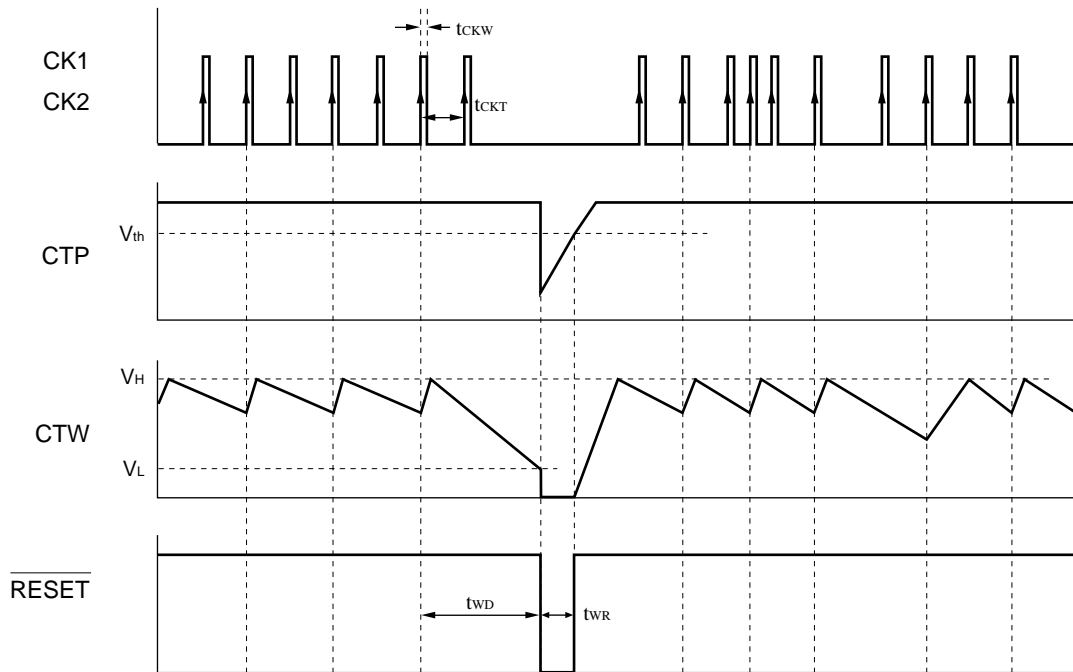 tCKW
CK1
CK2
tCKT
Vth
CTP
VH
CTW
VL
RESET
tWD
tWR